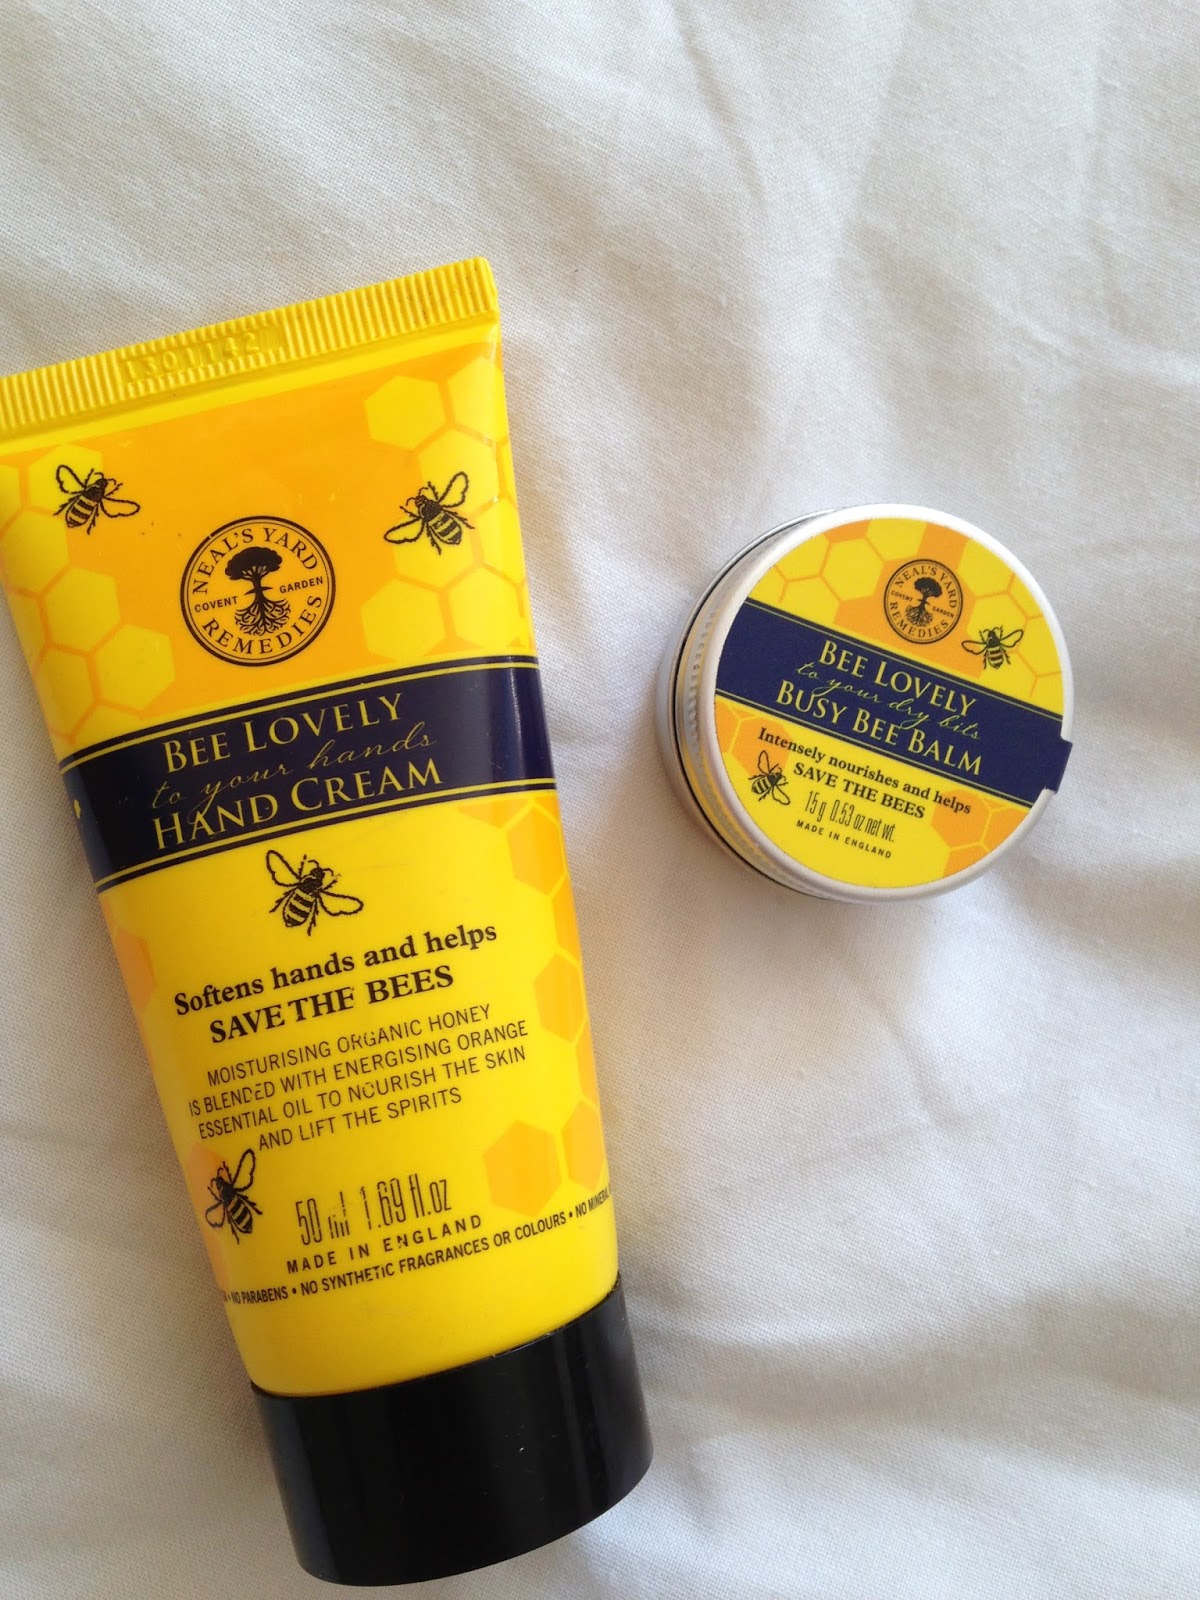 1301142
NEAL'S YARD
COVENT GARDEN
REMEDIES
BEE LOVELY
to your hands
HAND CREAM
Softens hands and helps
SAVE THE BEES
MOISTURISING ORGANIC HONEY
IS BLENDED WITH ENERGISING ORANGE
ESSENTIAL OIL TO NOURISH THE SKIN
AND LIFT THE SPIRITS
50 ml 1.69 fl.oz
MADE IN ENGLAND
• NO PARABENS • NO SYNTHETIC FRAGRANCES OR COLOURS • NO MINERAL
NEAL'S YARD
COVENT GARDEN
REMEDIES
BEE LOVELY
to your dry bits
BUSY BEE BALM
Intensely nourishes and helps
SAVE THE BEES
15 g 0.53 oz net wt.
MADE IN ENGLAND